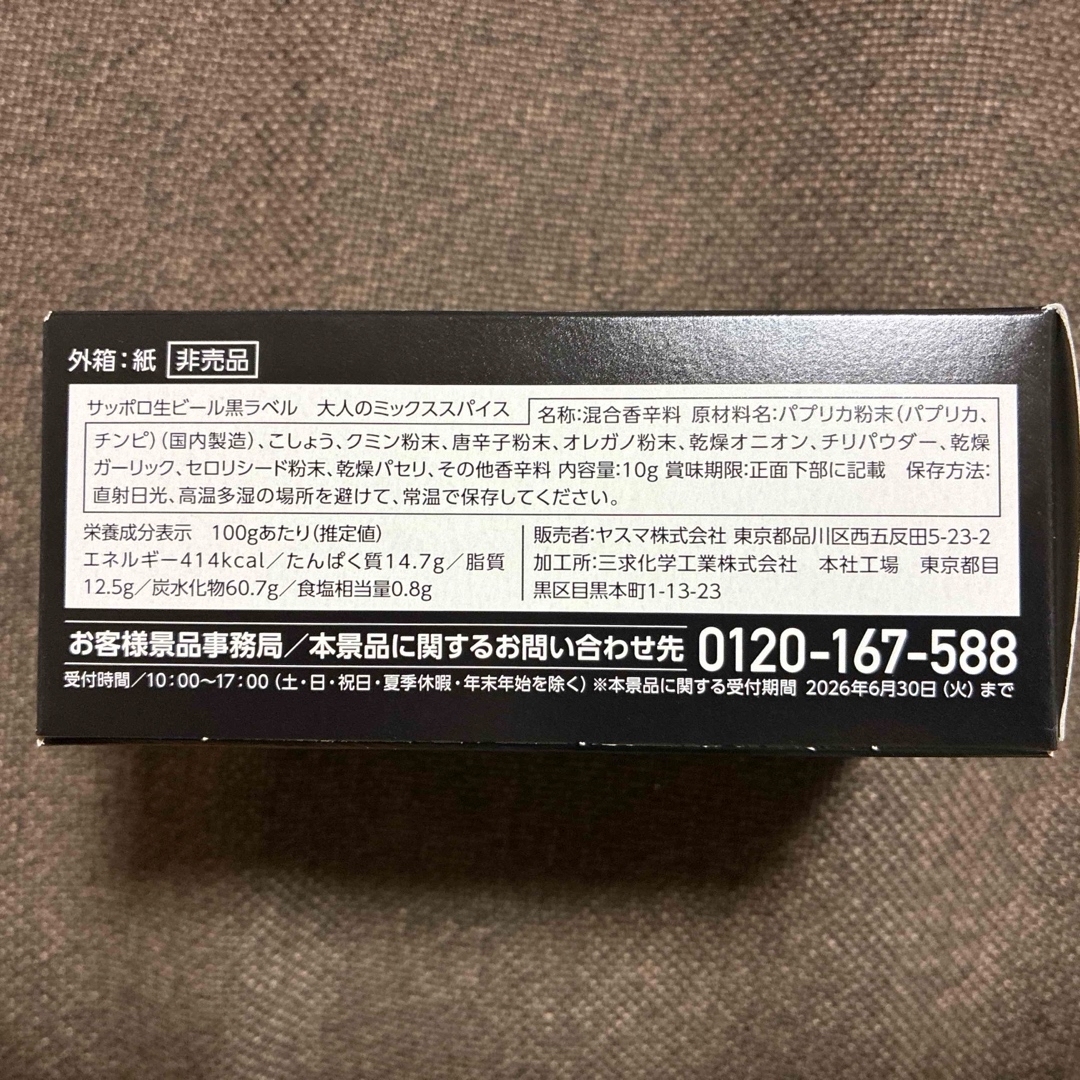 外箱：紙 非売品
サッポロ生ビール黒ラベル 大人のミックススパイス
名称:混合香辛料 原材料名:パプリカ粉末(パプリカ、
チンピ)(国内製造)、こしょう、クミン粉末、唐辛子粉末、オレガノ粉末、乾燥オニオン、チリパウダー、乾燥
ガーリック、セロリシード粉末、乾燥パセリ、その他香辛料 内容量:10g 賞味期限:正面下部に記載 保存方法:
直射日光、高温多湿の場所を避けて、常温で保存してください。
栄養成分表示 100gあたり(推定値)
エネルギー414kcal／たんぱく質14.7g／脂質
12.5g／炭水化物60.7g／食塩相当量0.8g
販売者:ヤスマ株式会社 東京都品川区西五反田5-23-2
加工所:三求化学工業株式会社 本社工場 東京都目
黒区目黒本町1-13-23
お客様景品事務局／本景品に関するお問い合わせ先 0120-167-588
受付時間／10：00～17：00（土・日・祝日・夏季休暇・年末年始を除く）※本景品に関する受付期間 2026年6月30日（火）まで